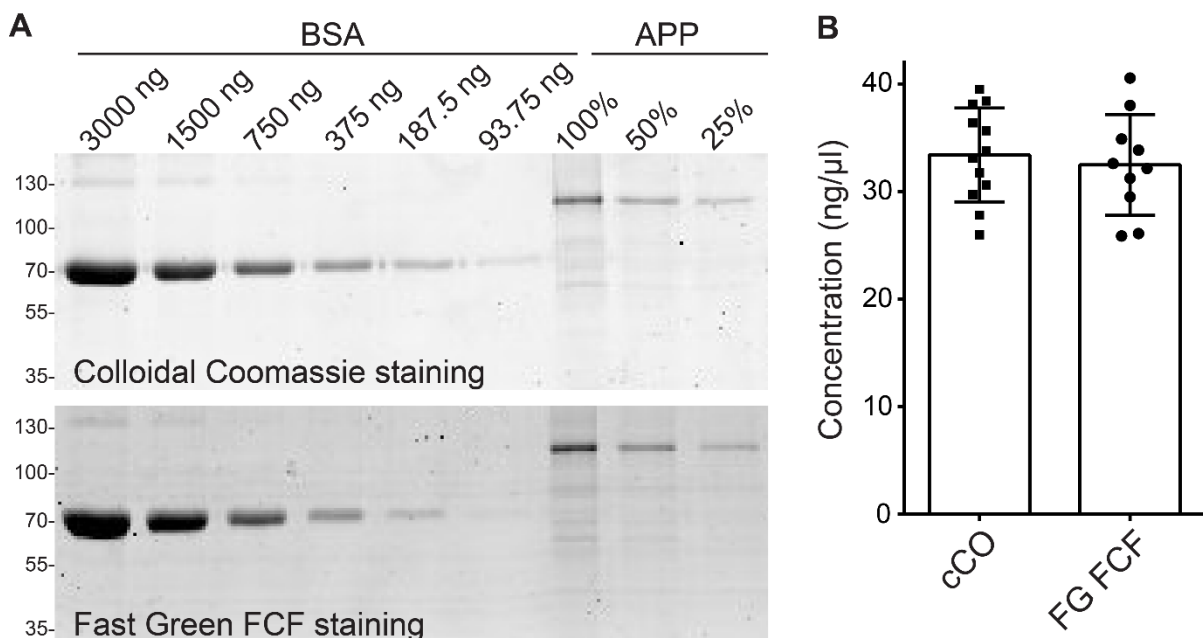 A
BSA APP
3000 ng 1500 ng 750 ng 375 ng 187.5 ng 93.75 ng 100% 50% 25%
130-
100-
70-
55-
35-
Colloidal Coomassie staining
130-
100-
70-
55-
35-
Fast Green FCF staining
B
Concentration (ng/µl)
40
30
20
10
0
cCO FG FCF